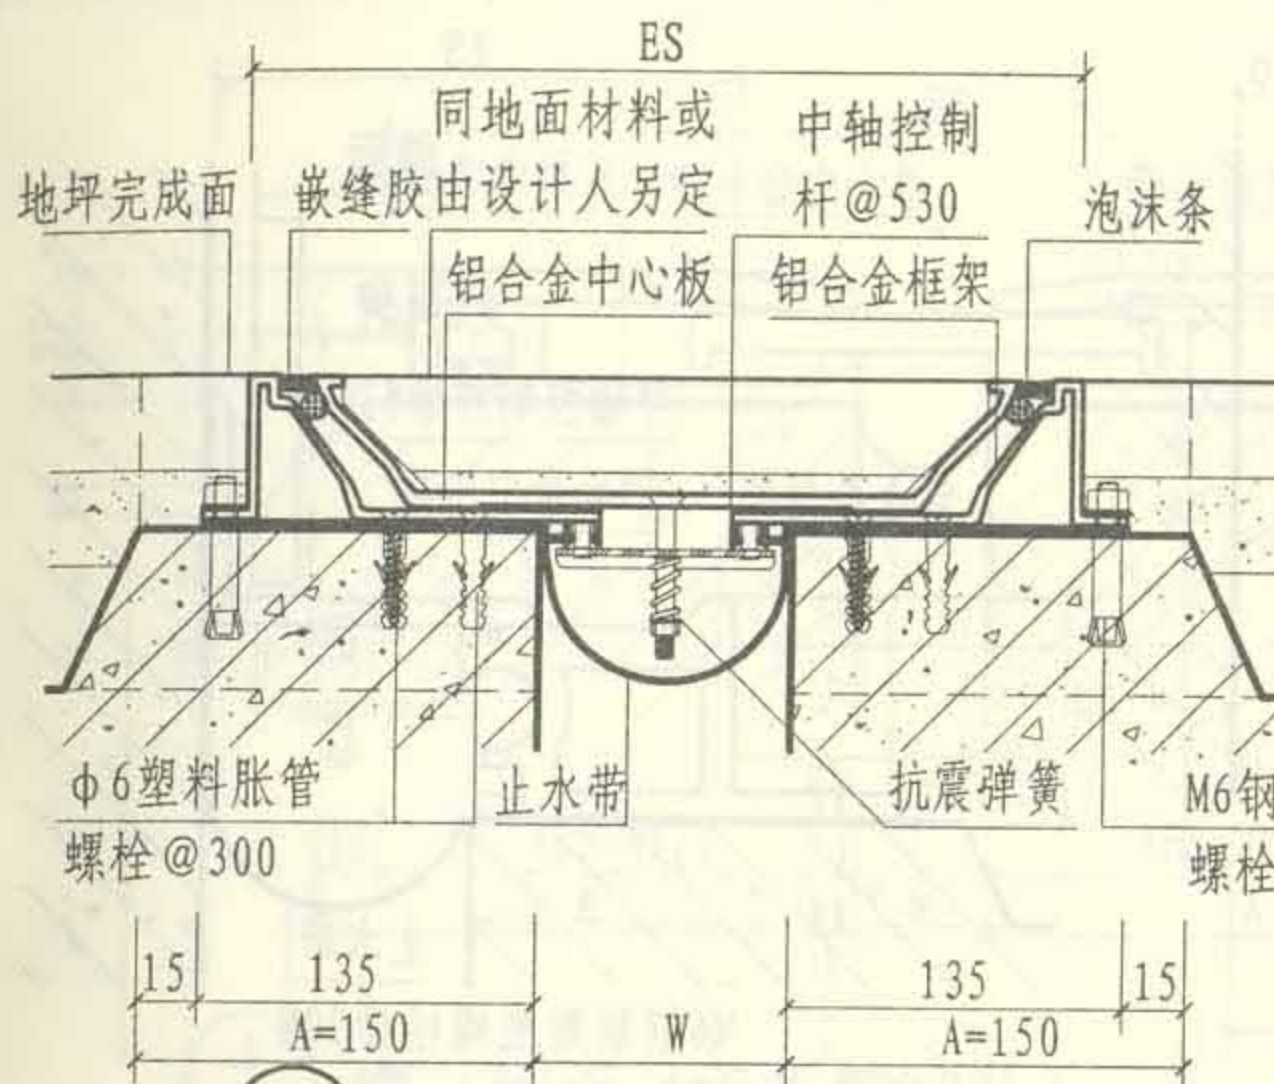 ES
同地面材料或
由设计人另定
中轴控制
杆@530
地坪完成面
嵌缝胶
泡沫条
铝合金中心板
铝合金框架
ф6塑料胀管
螺栓@300
止水带
抗震弹簧
M6钢
螺栓
15
135
135
15
A=150
W
A=150